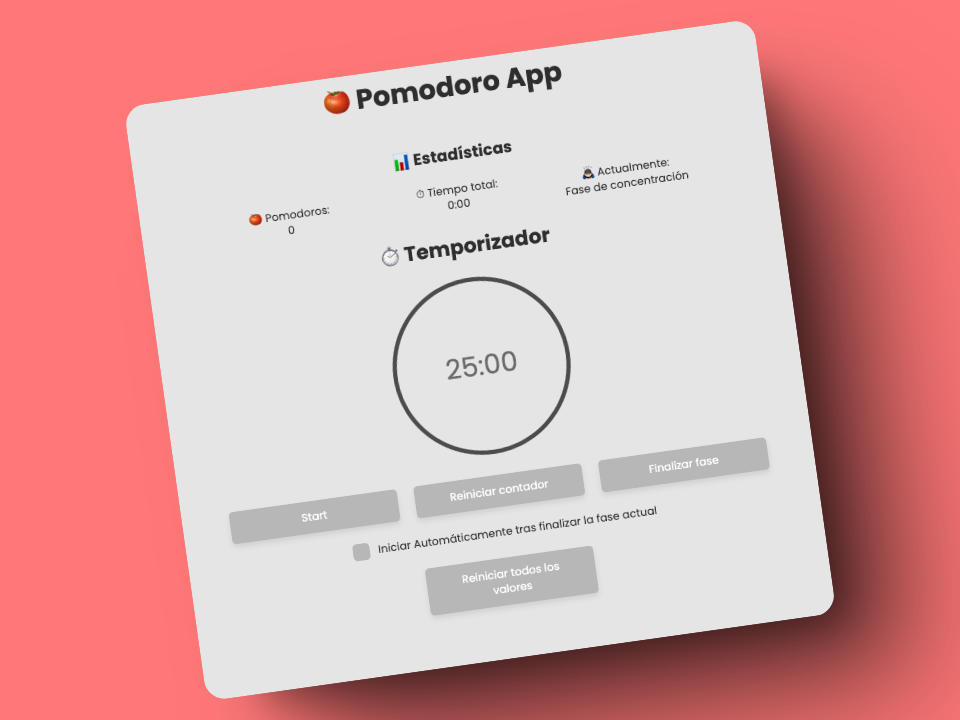 Pomodoro App
Estadísticas
Pomodoros:
0
Tiempo total:
0:00
Actualmente:
Fase de concentración
Temporizador
25:00
Start
Reiniciar contador
Finalizar fase
Iniciar Automáticamente tras finalizar la fase actual
Reiniciar todos los
valores